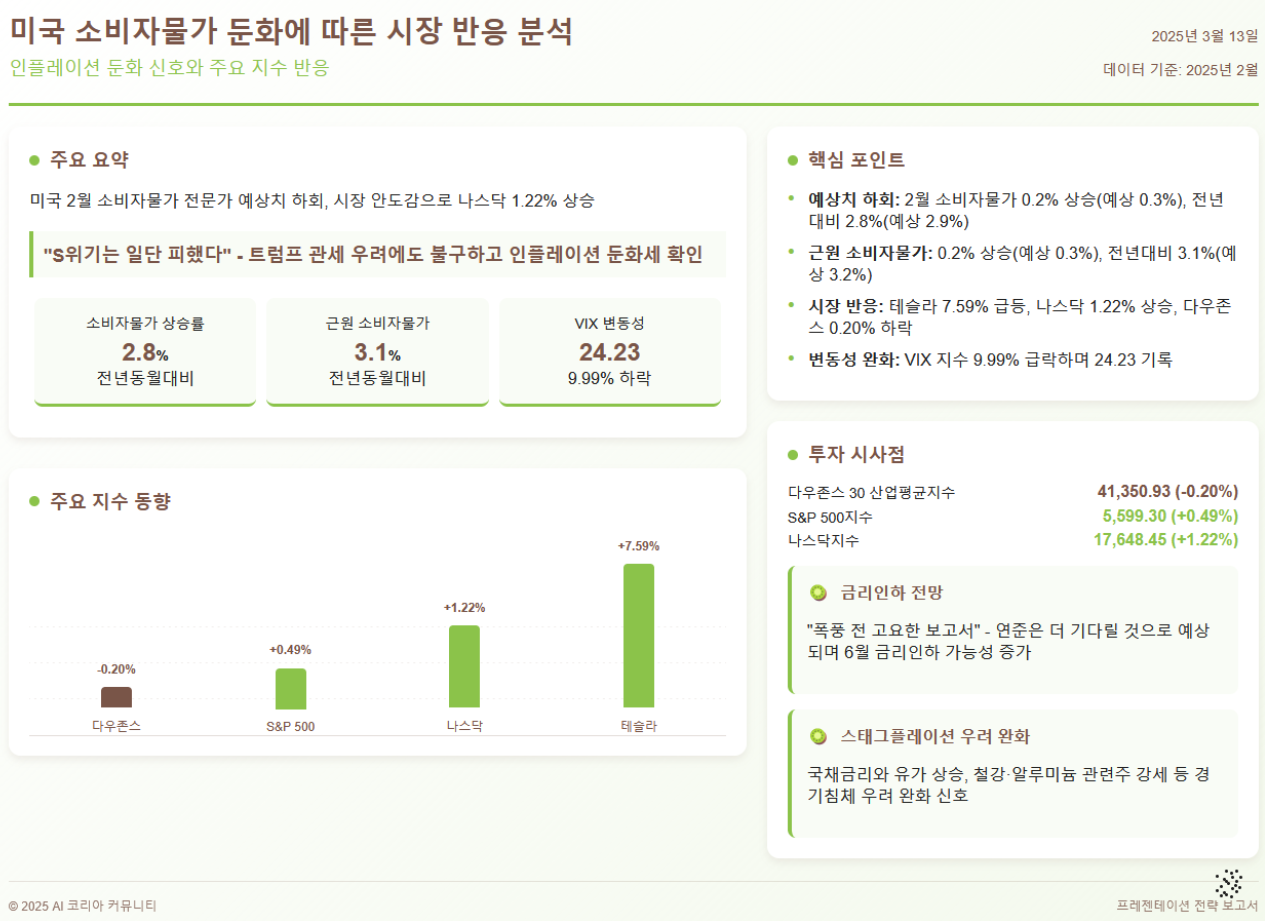 미국 소비자물가 둔화에 따른 시장 반응 분석
인플레이션 둔화 신호와 주요 지수 반응
2025년 3월 13일
데이터 기준: 2025년 2월
주요 요약
미국 2월 소비자물가 전문가 예상치 하회, 시장 안도감으로 나스닥 1.22% 상승
"S위기는 일단 피했다" - 트럼프 관세 우려에도 불구하고 인플레이션 둔화세 확인
소비자물가 상승률
2.8%
전년동월대비
근원 소비자물가
3.1%
전년동월대비
VIX 변동성
24.23
9.99% 하락
주요 지수 동향
-0.20%
+0.49%
+1.22%
+7.59%
다우존스
S&P 500
나스닥
테슬라
핵심 포인트
• 예상치 하회: 2월 소비자물가 0.2% 상승(예상 0.3%), 전년
대비 2.8%(예상 2.9%)
• 근원 소비자물가: 0.2% 상승(예상 0.3%), 전년대비 3.1%(예
상 3.2%)
• 시장 반응: 테슬라 7.59% 급등, 나스닥 1.22% 상승, 다우존
스 0.20% 하락
• 변동성 완화: VIX 지수 9.99% 급락하며 24.23 기록
투자 시사점
다우존스 30 산업평균지수 41,350.93 (-0.20%)
S&P 500지수 5,599.30 (+0.49%)
나스닥지수 17,648.45 (+1.22%)
금리인하 전망
"폭풍 전 고요한 보고서" - 연준은 더 기다릴 것으로 예상
되며 6월 금리인하 가능성 증가
스태그플레이션 우려 완화
국채금리와 유가 상승, 철강·알루미늄 관련주 강세 등 경
기침체 우려 완화 신호
© 2025 AI 코리아 커뮤니티
프레젠테이션 전략 보고서